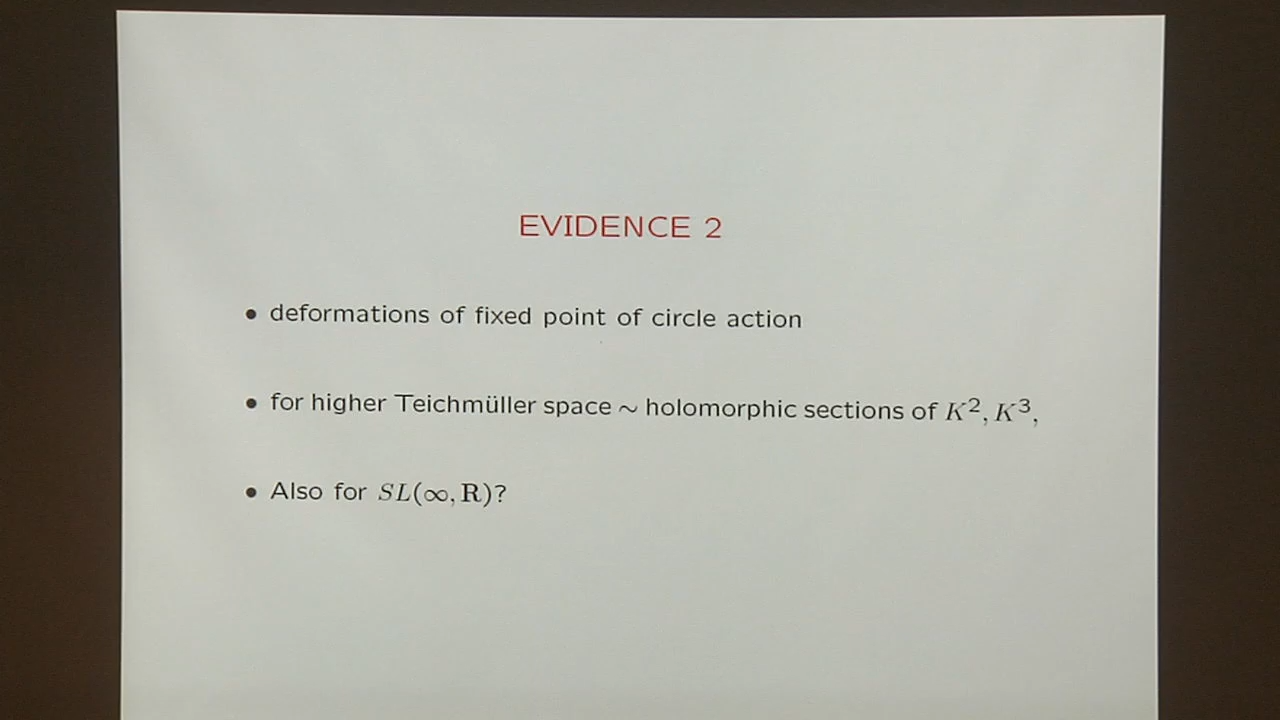 EVIDENCE 2
• deformations of fixed point of circle action
• for higher Teichmüller space ~ holomorphic sections of K², K³,
• Also for SL(∞, R)?